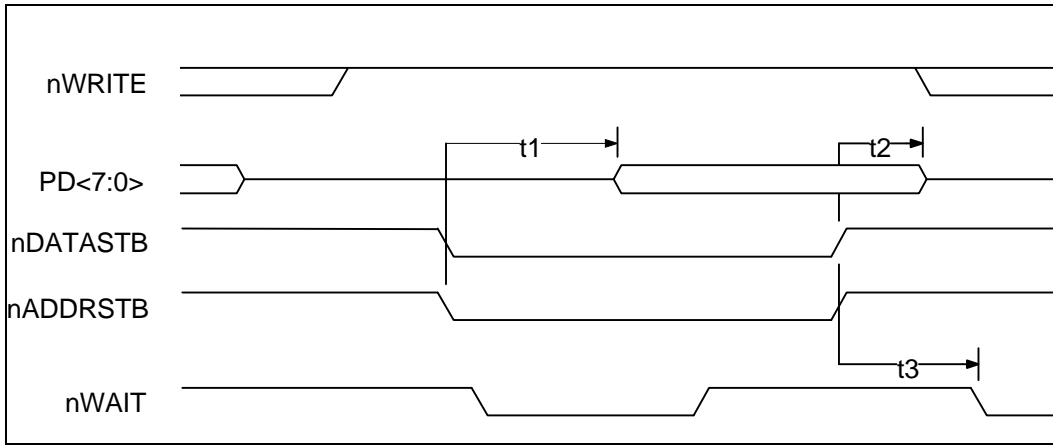 nWRITE
t1
t2
PD<7:0>
nDATASTB
nADDRSTB
t3
nWAIT